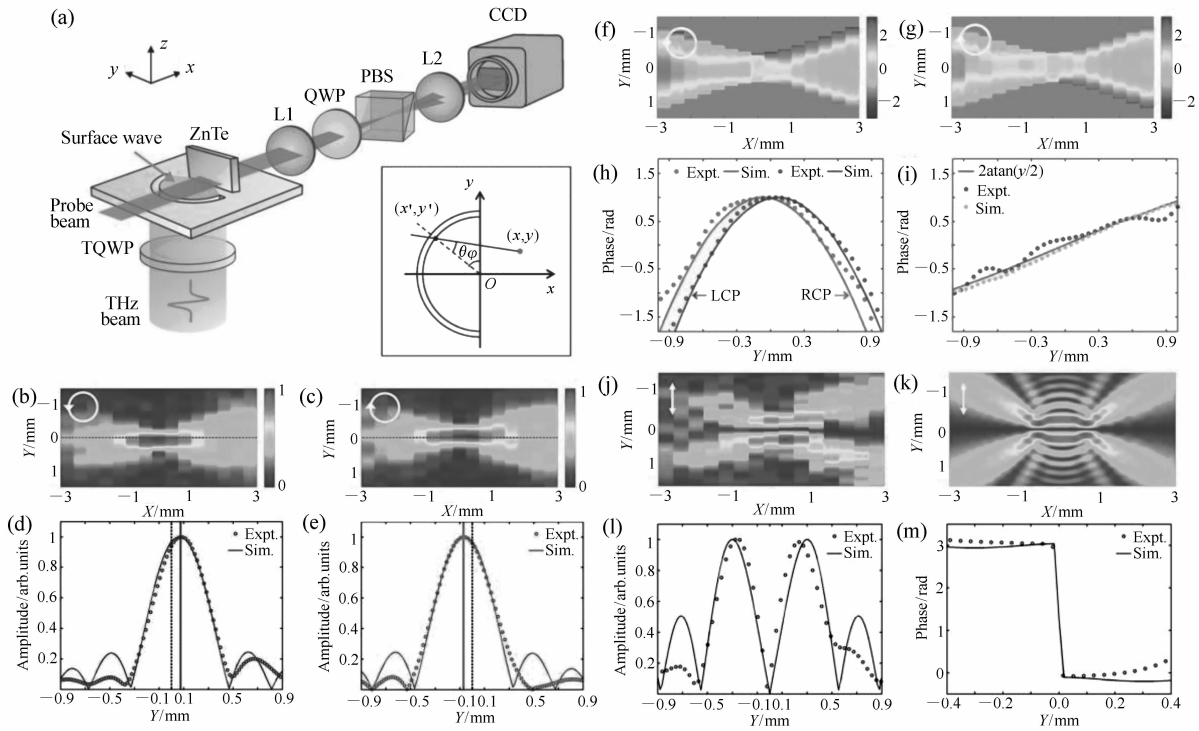 (a)
CCD
z
y
x
L2
PBS
QWP
L1
ZnTe
Surface wave
Probe
beam
TQWP
THz
beam
y
(x',y')
(x,y)
θ
φ
O
x
(b)
−1
0
1
Y/mm
−3
−1
1
3
X/mm
1
0
(c)
−1
0
1
Y/mm
−3
−1
1
3
X/mm
1
0
(d)
Expt.
Sim.
1
0.8
0.6
0.4
0.2
Amplitude/arb.units
−0.9
−0.5
−0.1
0.1
0.5
0.9
Y/mm
(e)
Expt.
Sim.
1
0.8
0.6
0.4
0.2
Amplitude/arb.units
−0.9
−0.5
−0.1
0.1
0.5
0.9
Y/mm
(f)
−1
0
1
Y/mm
−3
−1
1
3
X/mm
2
0
−2
(g)
−1
0
1
Y/mm
−3
−1
1
3
X/mm
2
0
−2
(h)
Expt. Sim. Expt. Sim.
1.5
0.5
−0.5
−1.5
Phase/rad
LCP
RCP
−0.9
−0.3
0.3
0.9
Y/mm
(i)
2atan(y/2)
Expt.
Sim.
1.5
0.5
−0.5
−1.5
Phase/rad
−0.9
−0.3
0.3
0.9
Y/mm
(j)
−1
0
1
Y/mm
−3
−1
1
3
X/mm
(k)
−1
0
1
Y/mm
−3
−1
1
3
X/mm
(l)
Expt.
Sim.
1
0.8
0.6
0.4
0.2
Amplitude/arb.units
−0.9
−0.5
−0.1
0.1
0.5
0.9
Y/mm
(m)
Expt.
Sim.
3
2
1
0
Phase/rad
−0.4
−0.2
0.0
0.2
0.4
Y/mm